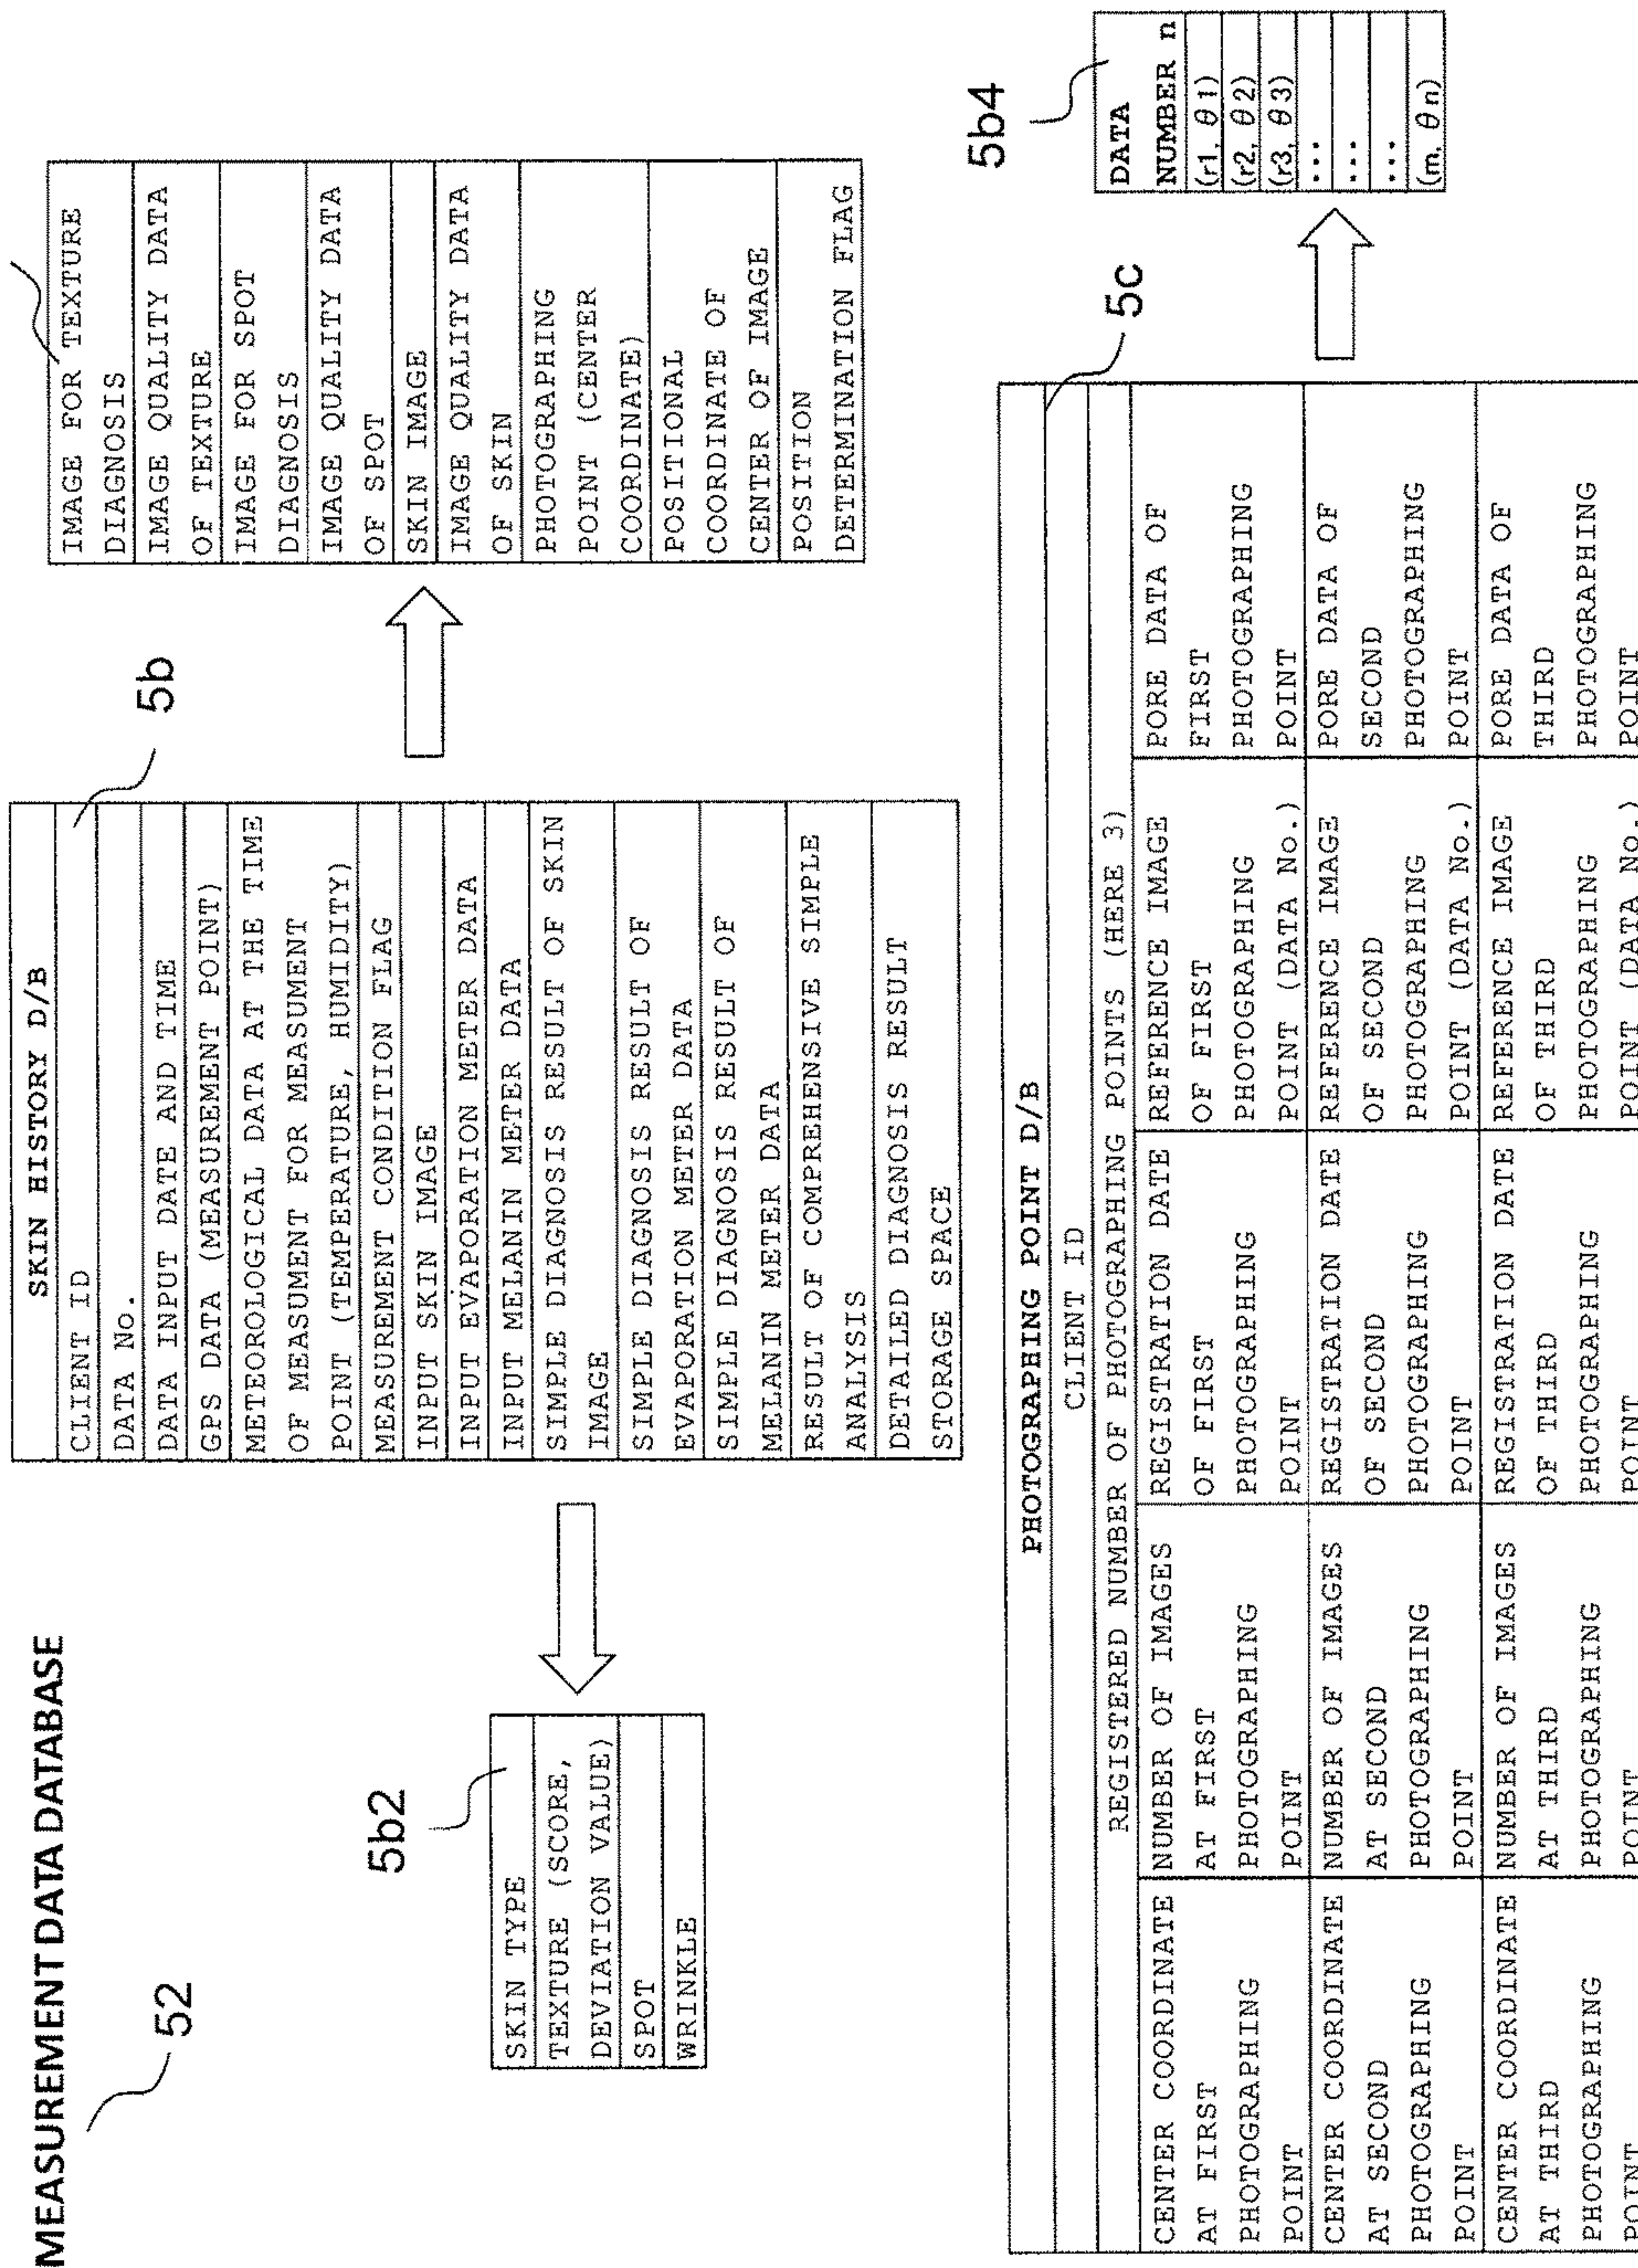 MEASUREMENT DATA DATABASE
52
SKIN HISTORY D/B
CLIENT ID
DATA No.
DATA INPUT DATE AND TIME
GPS DATA (MEASUREMENT POINT)
METEOROLOGICAL DATA AT THE TIME
OF MEASUMENT FOR MEASUMENT
POINT (TEMPERATURE, HUMIDITY)
MEASUREMENT CONDITION FLAG
INPUT SKIN IMAGE
INPUT EVAPORATION METER DATA
INPUT MELANIN METER DATA
SIMPLE DIAGNOSIS RESULT OF SKIN
IMAGE
SIMPLE DIAGNOSIS RESULT OF
EVAPORATION METER DATA
SIMPLE DIAGNOSIS RESULT OF
MELANIN METER DATA
RESULT OF COMPREHENSIVE SIMPLE
ANALYSIS
DETAILED DIAGNOSIS RESULT
STORAGE SPACE
5b
IMAGE FOR TEXTURE
DIAGNOSIS
IMAGE QUALITY DATA
OF TEXTURE
IMAGE FOR SPOT
DIAGNOSIS
IMAGE QUALITY DATA
OF SPOT
SKIN IMAGE
IMAGE QUALITY DATA
OF SKIN
PHOTOGRAPHING
POINT (CENTER
COORDINATE)
POSITIONAL
COORDINATE OF
CENTER OF IMAGE
POSITION
DETERMINATION FLAG
5b2
SKIN TYPE
TEXTURE (SCORE,
DEVIATION VALUE)
SPOT
WRINKLE
PHOTOGRAPHING POINT D/B
CLIENT ID
REGISTERED NUMBER OF PHOTOGRAPHING POINTS (HERE 3)
CENTER COORDINATE
AT FIRST
PHOTOGRAPHING
POINT
NUMBER OF IMAGES
AT FIRST
PHOTOGRAPHING
POINT
REGISTRATION DATE
OF FIRST
PHOTOGRAPHING
POINT
REFERENCE IMAGE
OF FIRST
PHOTOGRAPHING
POINT (DATA No.)
PORE DATA OF
FIRST
PHOTOGRAPHING
POINT
CENTER COORDINATE
AT SECOND
PHOTOGRAPHING
POINT
NUMBER OF IMAGES
AT SECOND
PHOTOGRAPHING
POINT
REGISTRATION DATE
OF SECOND
PHOTOGRAPHING
POINT
REFERENCE IMAGE
OF SECOND
PHOTOGRAPHING
POINT (DATA No.)
PORE DATA OF
SECOND
PHOTOGRAPHING
POINT
CENTER COORDINATE
AT THIRD
PHOTOGRAPHING
POINT
NUMBER OF IMAGES
AT THIRD
PHOTOGRAPHING
POINT
REGISTRATION DATE
OF THIRD
PHOTOGRAPHING
POINT
REFERENCE IMAGE
OF THIRD
PHOTOGRAPHING
POINT (DATA No.)
PORE DATA OF
THIRD
PHOTOGRAPHING
POINT
5c
5b4
DATA
NUMBER n
(r1, θ1)
(r2, θ2)
(r3, θ3)
...
...
...
(rn, θn)